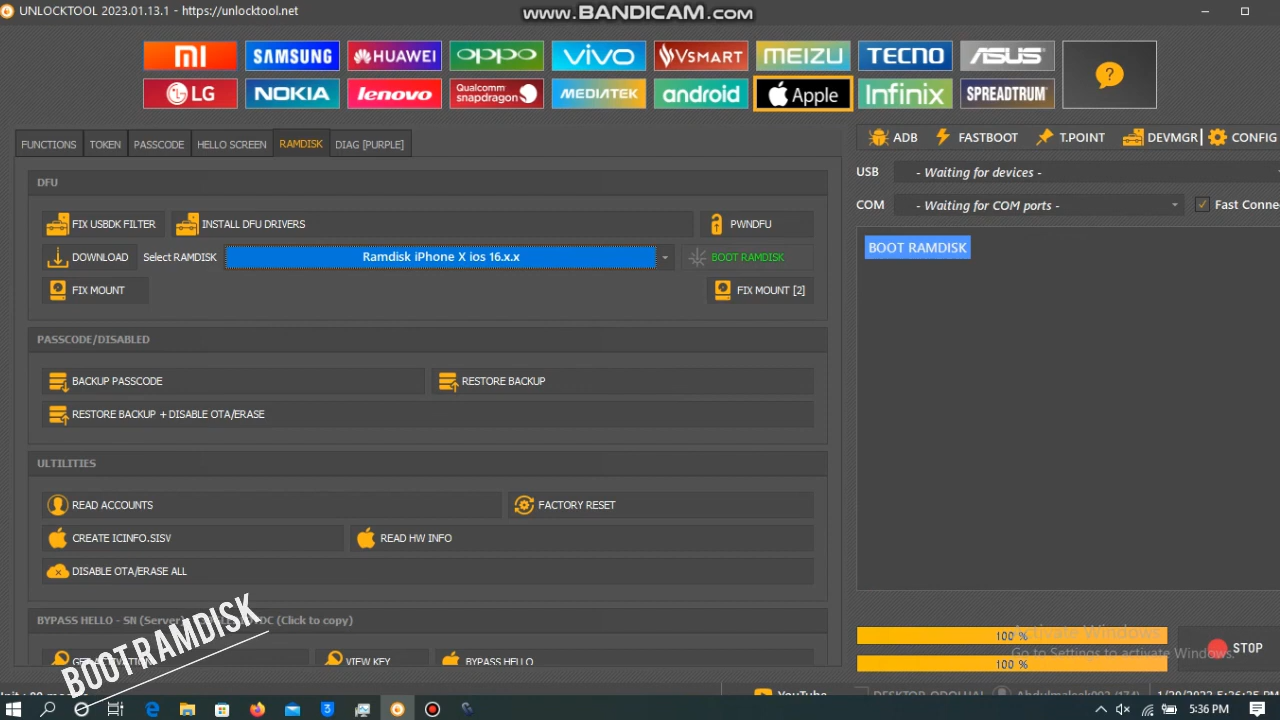 UNLOCKTOOL 2023.01.13.1 - https://unlocktool.net
www.BANDICAM.com
mi SAMSUNG HUAWEI oppo vivo VSMART MEIZU TECNO ASUS
LG NOKIA lenovo Qualcomm snapdragon MEDIATEK android Apple Infinix SPREADTRUM ?
FUNCTIONS TOKEN PASSCODE HELLO SCREEN RAMDISK DIAG [PURPLE]
ADB FASTBOOT T.POINT DEVMGR CONFIG
USB - Waiting for devices -
COM - Waiting for COM ports - Fast Conne
BOOT RAMDISK
DFU
FIX USBDK FILTER INSTALL DFU DRIVERS PWNDFU
DOWNLOAD Select RAMDISK Ramdisk iPhone X ios 16.x.x BOOT RAMDISK
FIX MOUNT FIX MOUNT [2]
PASSCODE/DISABLED
BACKUP PASSCODE RESTORE BACKUP
RESTORE BACKUP + DISABLE OTA/ERASE
ULTILITIES
READ ACCOUNTS FACTORY RESET
CREATE ICINFO.SISV READ HW INFO
DISABLE OTA/ERASE ALL
BYPASS HELLO - SN (Server) (Click to copy)
VIEW KEY BYPASS HELLO
BOOT RAMDISK
100 %
100 %
STOP
Activate Windows
Go to Settings to activate Windows.
YouTube
5:36 PM